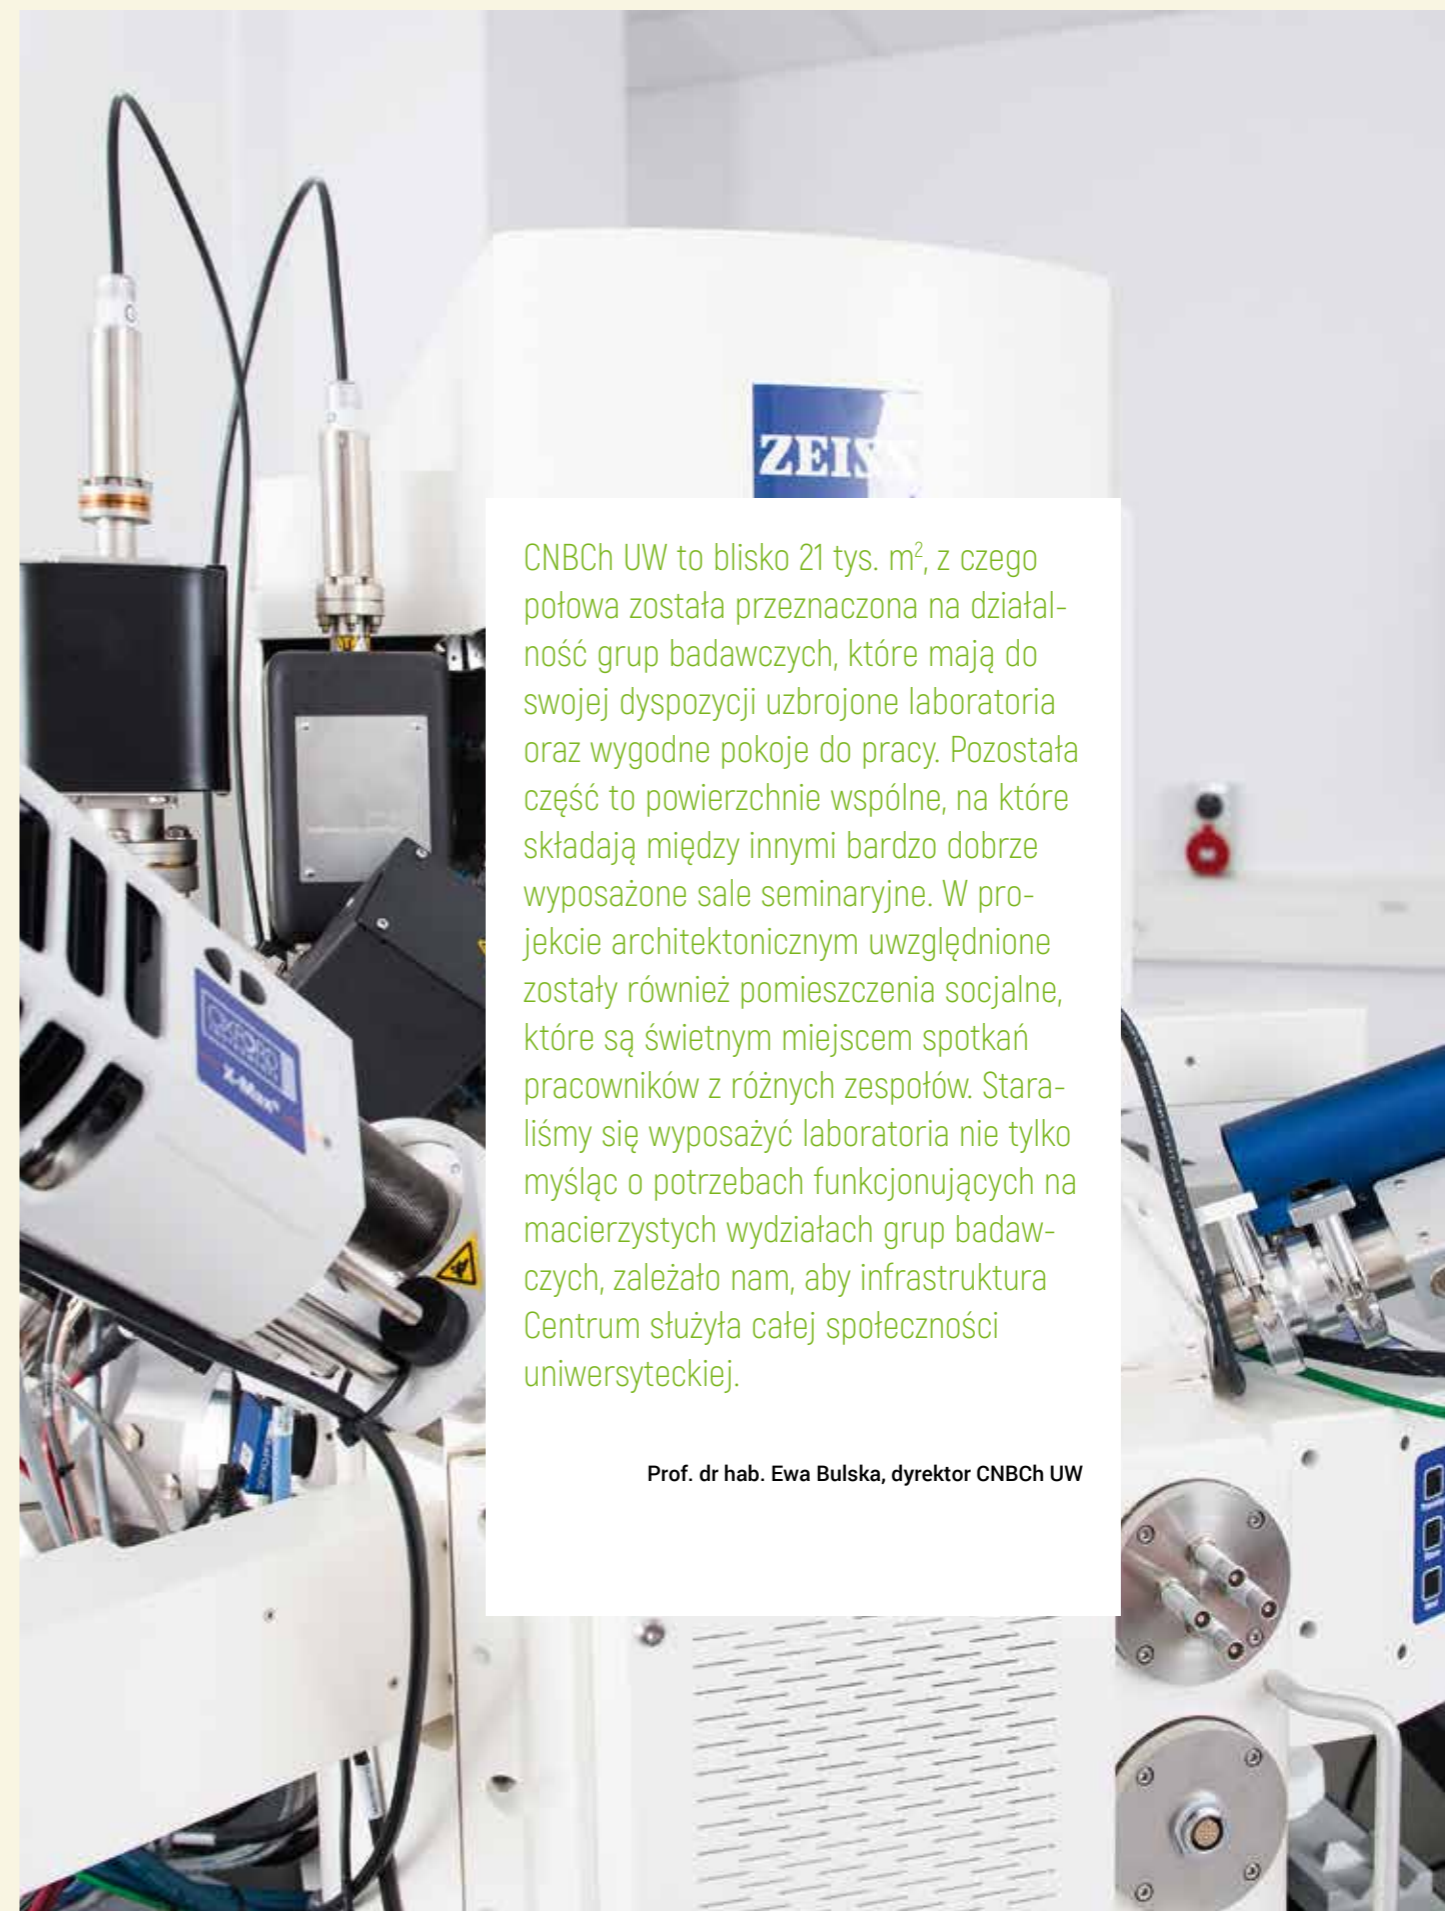 ZEISS
CNBCh UW to blisko 21 tys. m², z czego
połowa została przeznaczona na działal-
ność grup badawczych, które mają do
swojej dyspozycji uzbrojone laboratoria
oraz wygodne pokoje do pracy. Pozostała
część to powierzchnie wspólne, na które
składają między innymi bardzo dobrze
wyposażone sale seminaryjne. W pro-
jekcie architektonicznym uwzględnione
zostały również pomieszczenia socjalne,
które są świetnym miejscem spotkań
pracowników z różnych zespołów. Stara-
liśmy się wyposażyć laboratoria nie tylko
myśląc o potrzebach funkcjonujących na
macierzystych wydziałach grup badaw-
czych, zależało nam, aby infrastruktura
Centrum służyła całej społeczności
uniwersyteckiej.
Prof. dr hab. Ewa Bulska, dyrektor CNBCh UW
OXFORD
X-Max